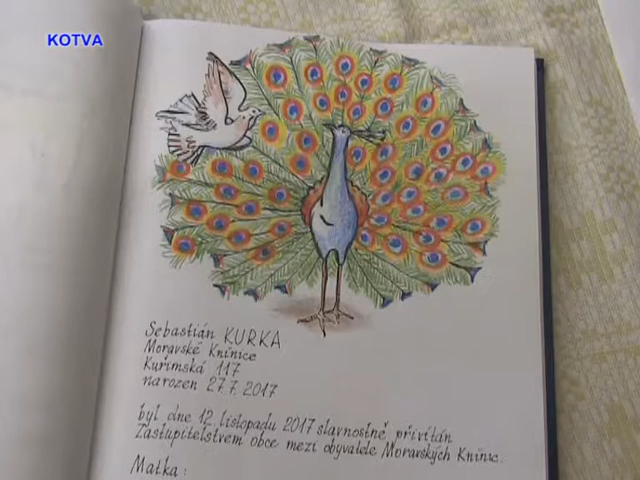 KOTVA
Sebastián KURKA
Moravské Knínice
Kuřimská 117
narozen 27.7.2017
byl dne 12. listopadu 2017 slavnostně přivítán
Zastupitelstvem obce mezi obyvatele Moravských Knínic.
Matka: